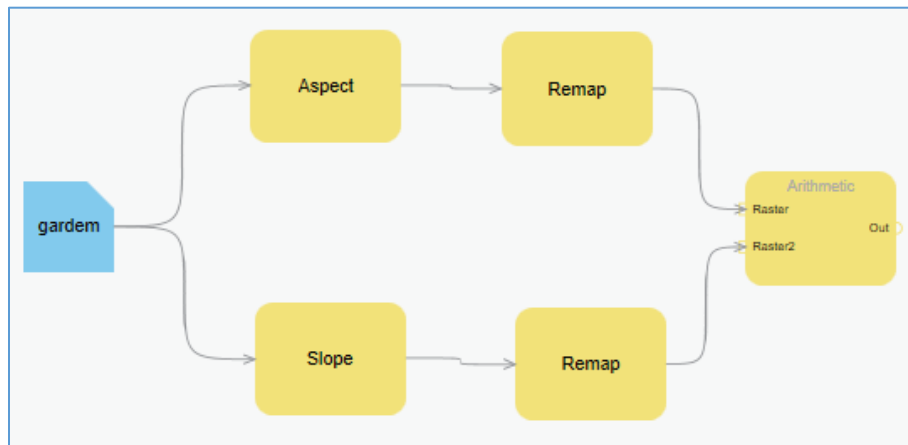 Aspect
Remap
Arithmetic
Raster
gardem
Out
Raster2
Slope
Remap